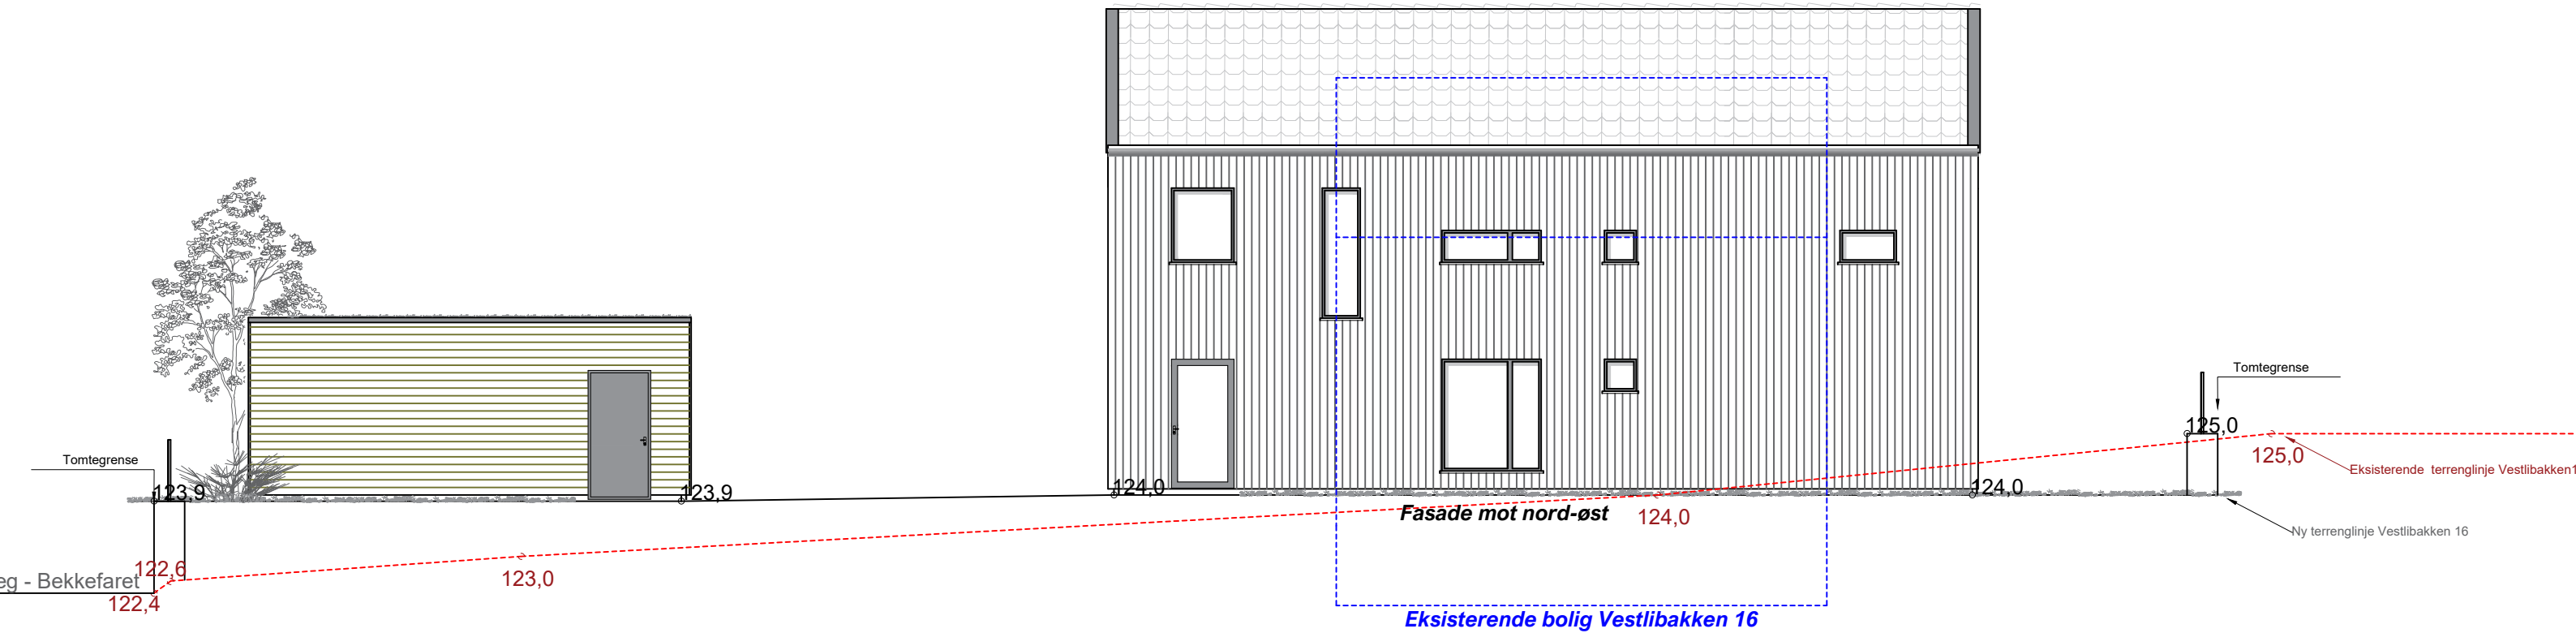 Tomtegrense
125,0
125,0
Tomtegrense
Eksisterende terrenglinje Vestlibakken1
123,9
123,9
124,0
124,0
Fasade mot nord-øst
124,0
Ny terrenglinje Vestlibakken 16
122,6
eg - Bekkefaret
123,0
122,4
Eksisterende bolig Vestlibakken 16